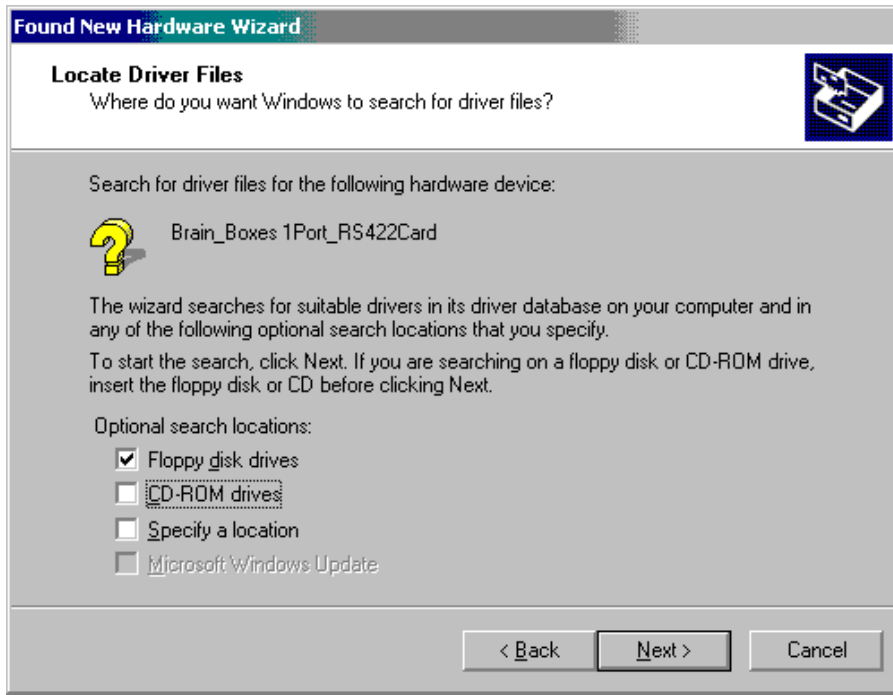 Found New Hardware Wizard
Locate Driver Files
Where do you want Windows to search for driver files?
Search for driver files for the following hardware device:
Brain_Boxes 1Port_RS422Card
The wizard searches for suitable drivers in its driver database on your computer and in
any of the following optional search locations that you specify.
To start the search, click Next. If you are searching on a floppy disk or CD-ROM drive,
insert the floppy disk or CD before clicking Next.
Optional search locations:
Floppy disk drives
CD-ROM drives
Specify a location
Microsoft Windows Update
< Back Next > Cancel